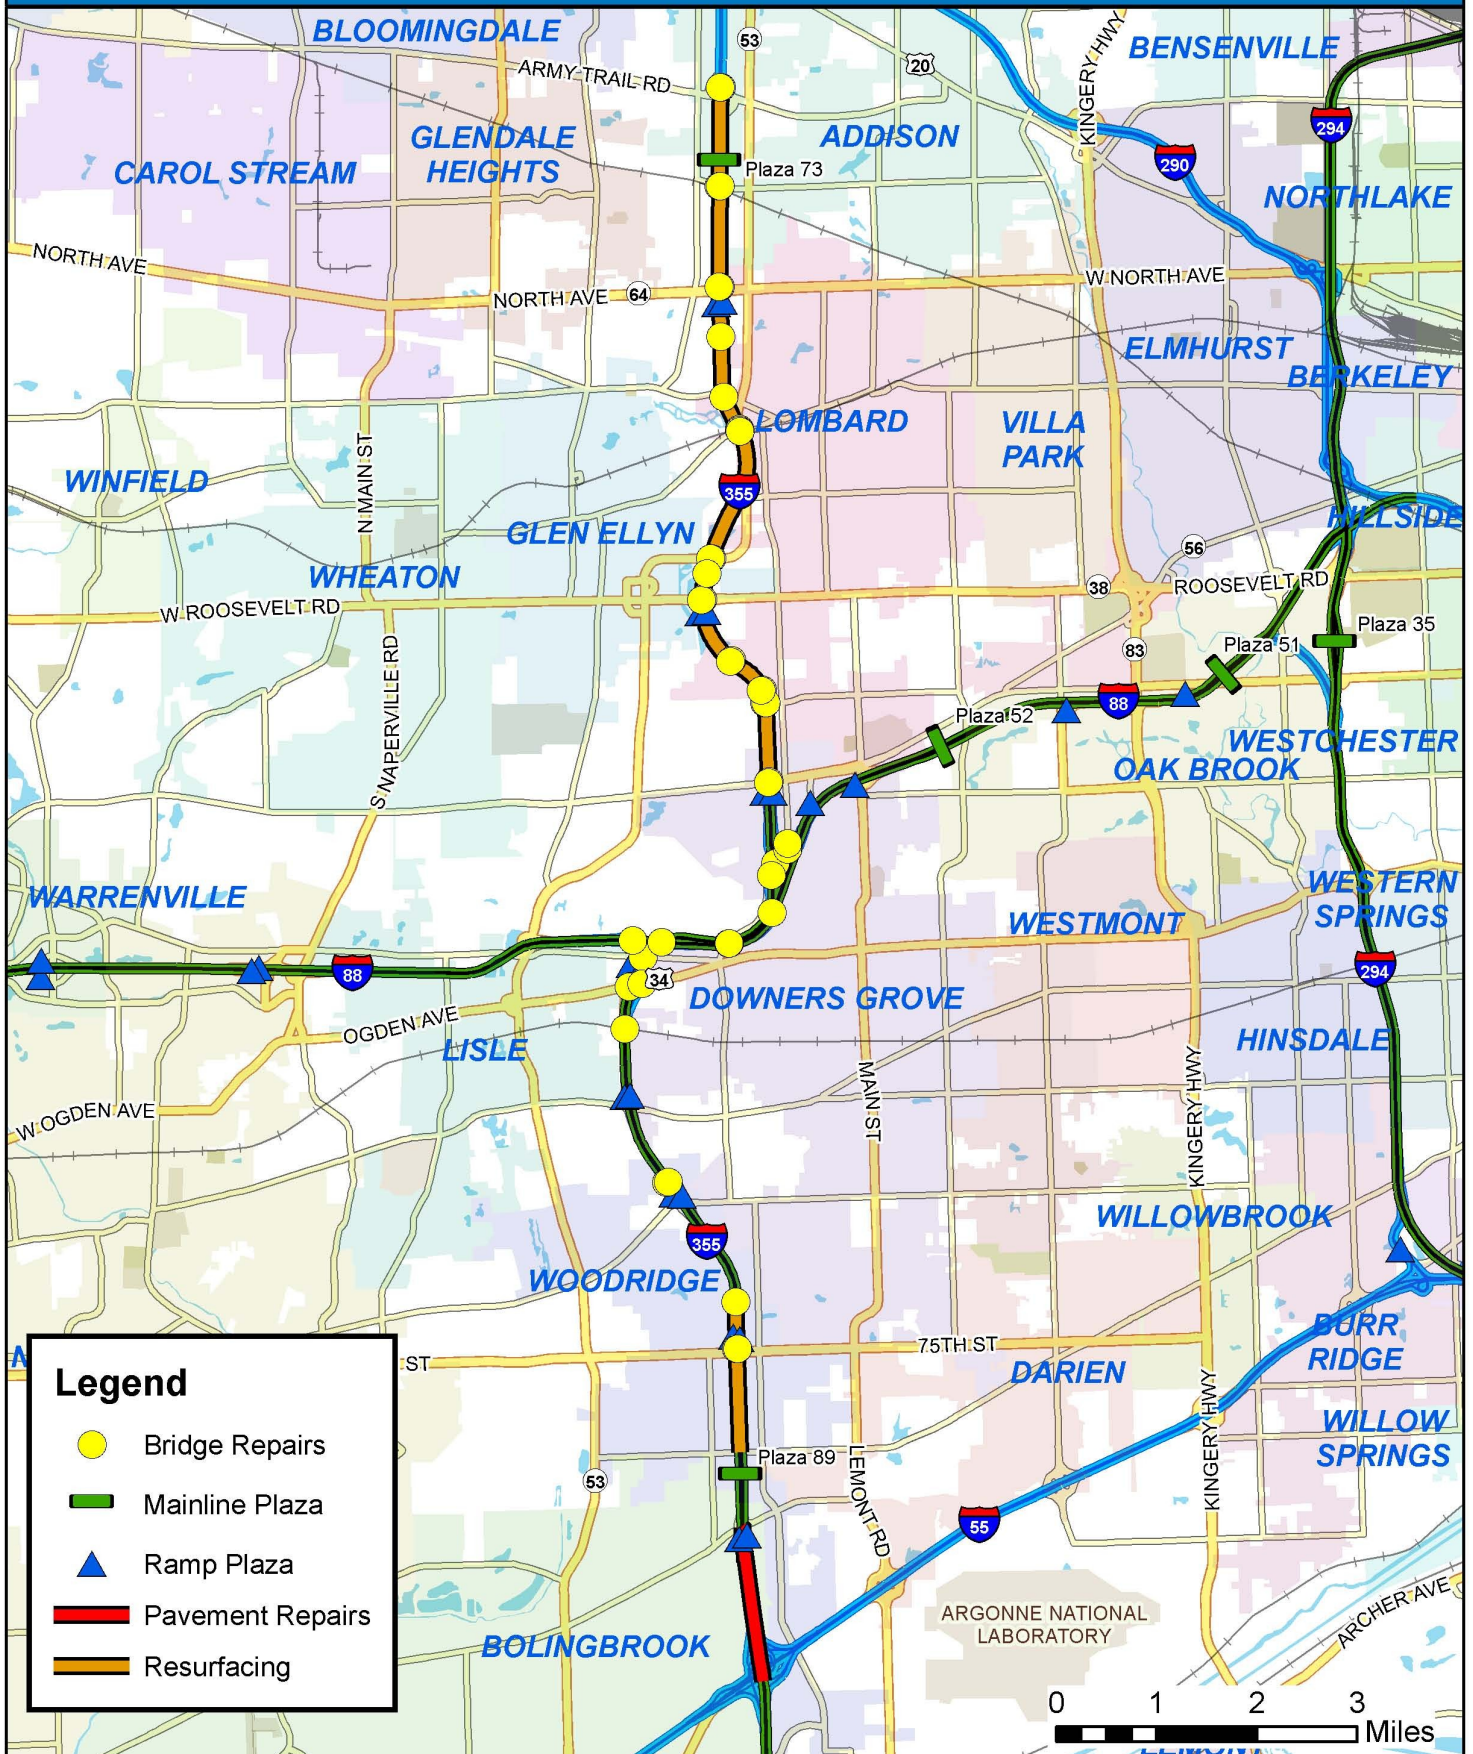 BLOOMINGDALE
53
20
KINGERY HWY
BENSENVILLE
ARMY TRAIL RD
294
GLENDALE
HEIGHTS
ADDISON
KINGERY HWY
290
CAROL STREAM
Plaza 73
NORTHLAKE
NORTH AVE
NORTH AVE
64
W NORTH AVE
ELMHURST
BERKELEY
LOMBARD
VILLA
PARK
N MAIN ST
WINFIELD
355
GLEN ELLYN
HILLSIDE
56
WHEATON
38
ROOSEVELT RD
W ROOSEVELT RD
Plaza 35
83
Plaza 51
S NAPERVILLE RD
88
Plaza 52
WESTCHESTER
OAK BROOK
WARRENVILLE
WESTERN
SPRINGS
WESTMONT
88
34
294
DOWNERS GROVE
OGDEN AVE
LISLE
HINSDALE
MAIN ST
KINGERY HWY
W OGDEN AVE
WILLOWBROOK
355
WOODRIDGE
BURR
RIDGE
75TH ST
ST
N
DARIEN
Legend
Bridge Repairs
Mainline Plaza
Ramp Plaza
Pavement Repairs
Resurfacing
KINGERY HWY
WILLOW
SPRINGS
Plaza 89
53
LEMONT RD
55
ARGONNE NATIONAL
LABORATORY
ARCHER AVE
BOLINGBROOK
0 1 2 3
Miles